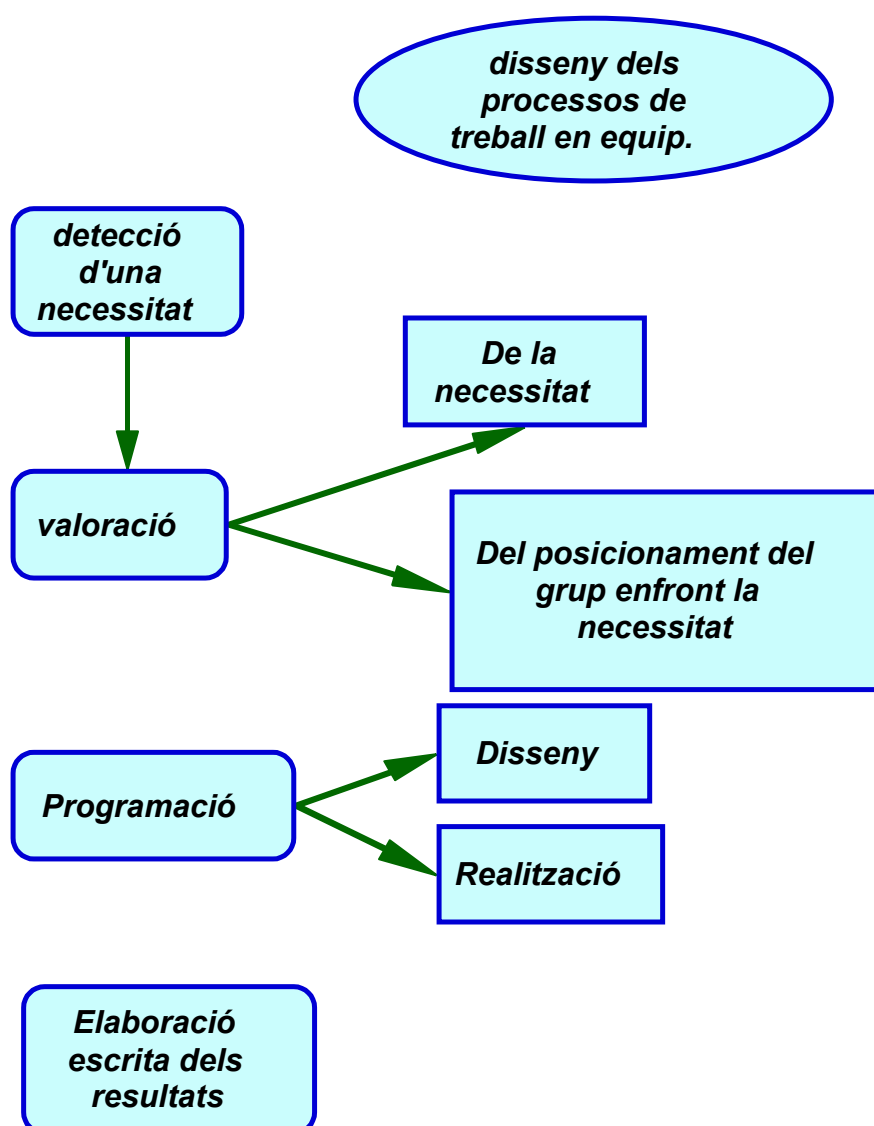 disseny dels
processos de
treball en equip.
detecció
d'una
necessitat
De la
necessitat
valoració
Del posicionament del
grup enfront la
necessitat
Disseny
Programació
Realització
Elaboració
escrita dels
resultats